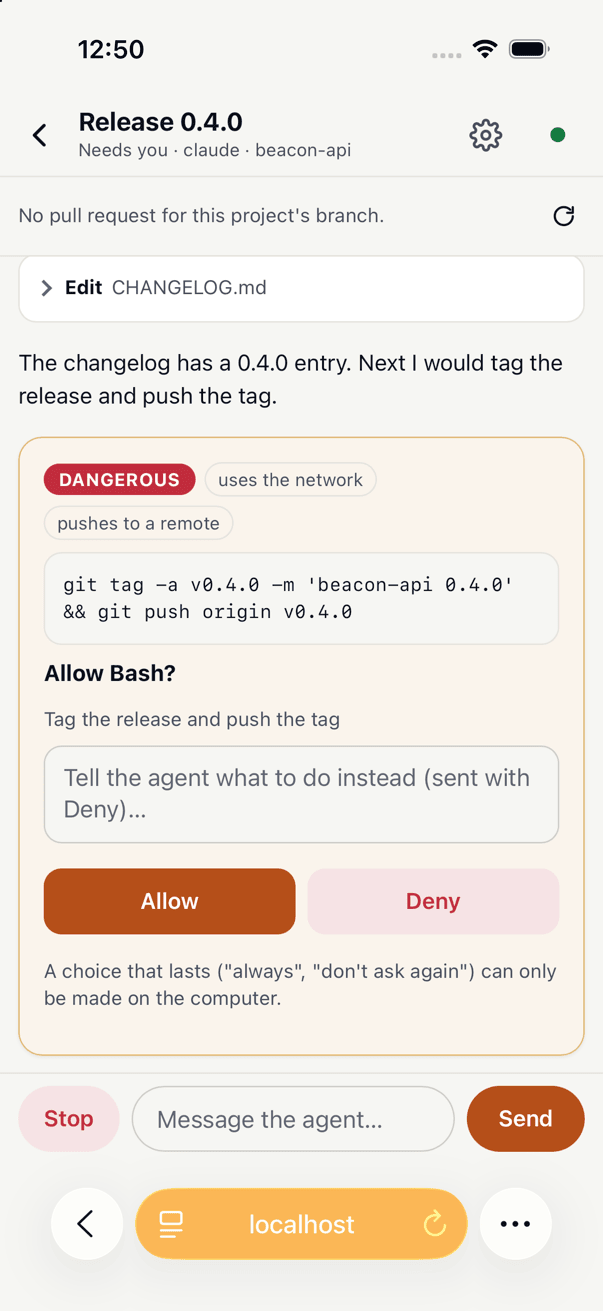 12:50
Release 0.4.0
Needs you · claude · beacon-api
No pull request for this project's branch.
Edit CHANGELOG.md
The changelog has a 0.4.0 entry. Next I would tag the
release and push the tag.
DANGEROUS uses the network
pushes to a remote
git tag -a v0.4.0 -m 'beacon-api 0.4.0'
&& git push origin v0.4.0
Allow Bash?
Tag the release and push the tag
Tell the agent what to do instead (sent with
Deny)...
Allow Deny
A choice that lasts ("always", "don't ask again") can only
be made on the computer.
Stop Message the agent... Send
localhost